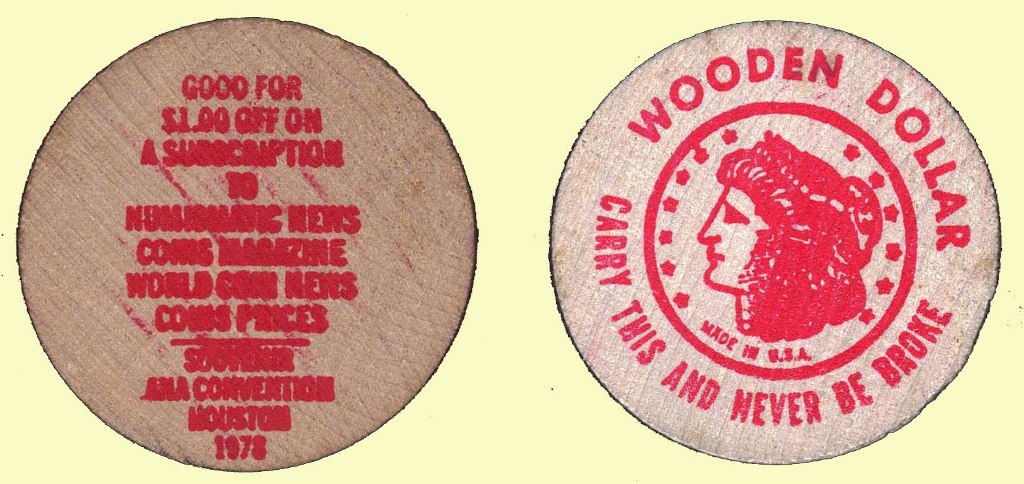 GOOD FOR
$1.00 OFF ON
A SUBSCRIPTION
TO
NUMISMATIC NEWS
COINS MAGAZINE
WORLD COIN NEWS
COINS PRICES
SOUVENIR
ANA CONVENTION
HOUSTON
1978
WOODEN DOLLAR
MADE IN U.S.A.
CARRY THIS AND NEVER BE BROKE